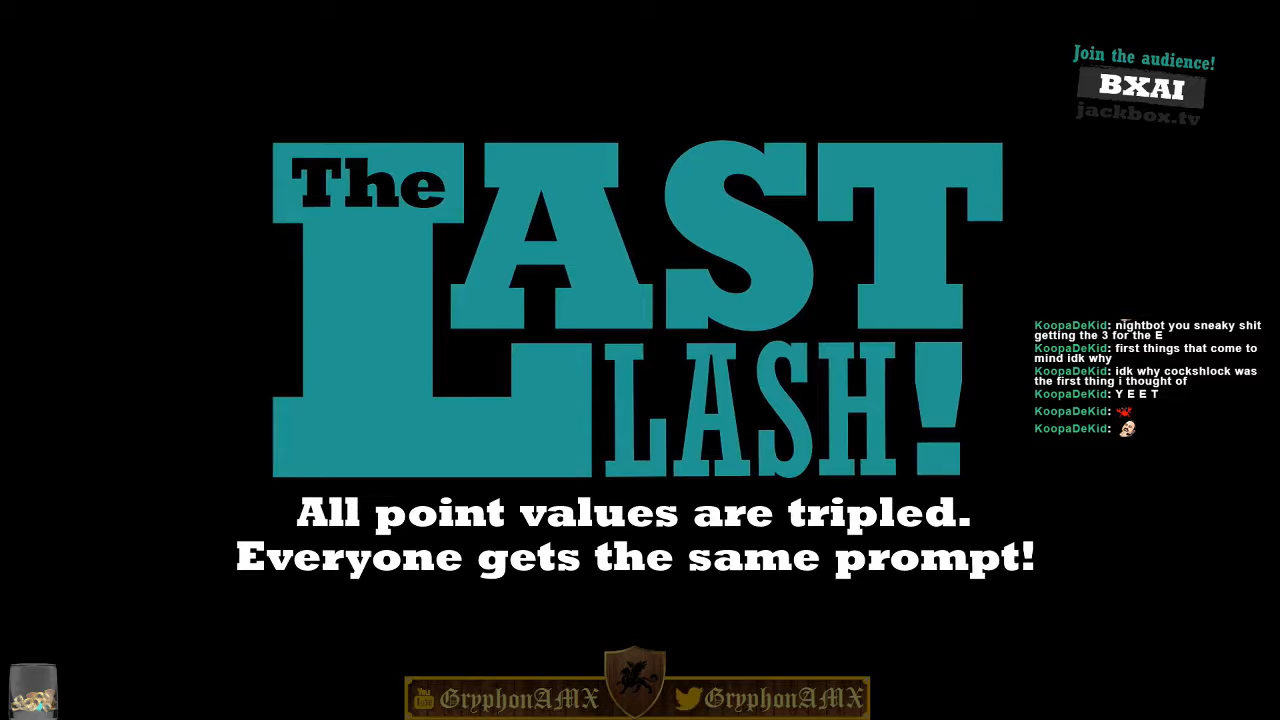 Join the audience!
BXAI
jackbox.tv
The LAST
LASH!
All point values are tripled.
Everyone gets the same prompt!
KoopaDeKid: nightbot you sneaky shit
getting the 3 for the E
KoopaDeKid: first things that come to
mind idk why
KoopaDeKid: idk why cockshlock was
the first thing i thought of
KoopaDeKid: Y E E T
KoopaDeKid:
KoopaDeKid:
You Tube GryphonAMX GryphonAMX